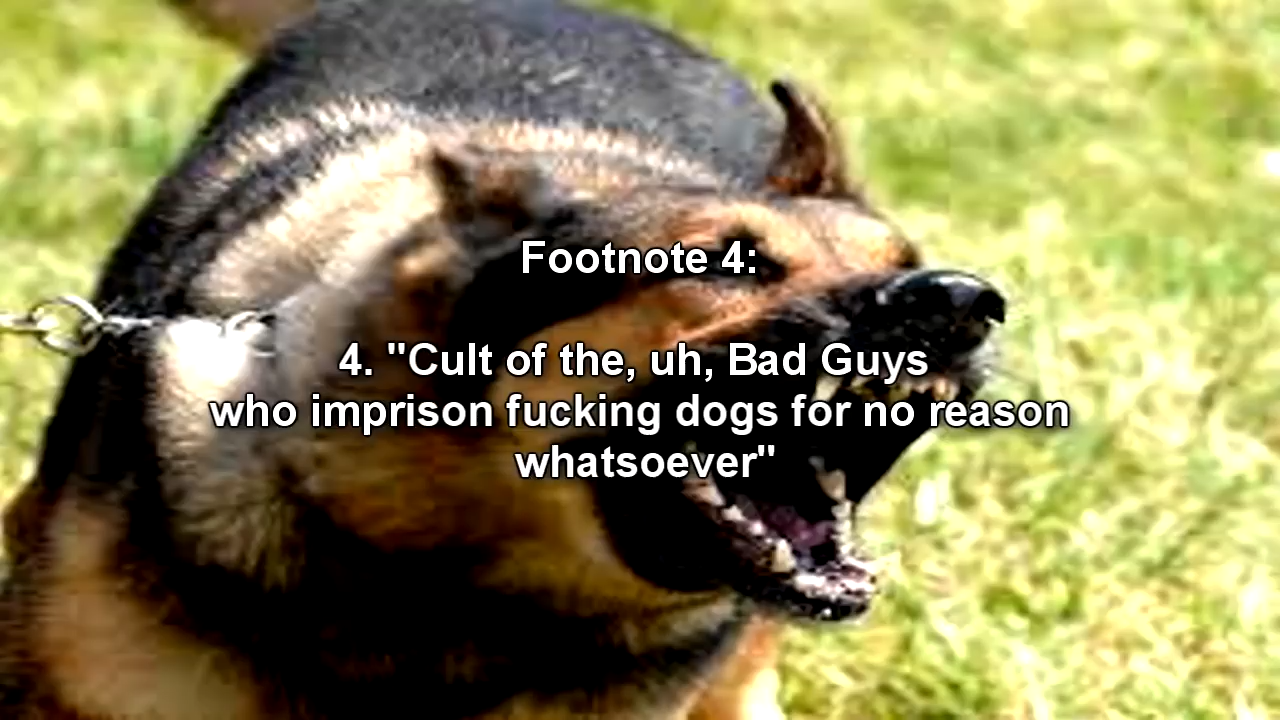 Footnote 4:
4. "Cult of the, uh, Bad Guys
who imprison fucking dogs for no reason
whatsoever"